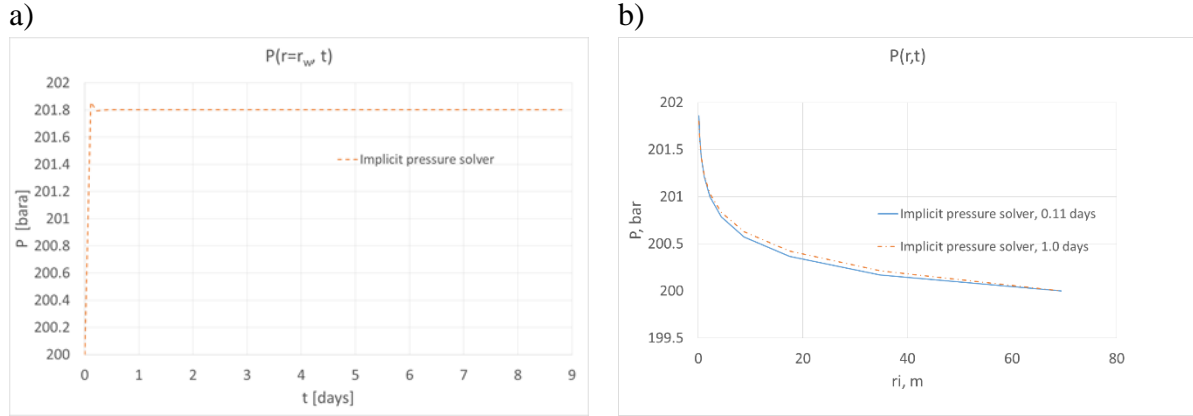 a)
P(r=rw, t)
202
201.8
201.6
201.4
201.2
201
200.8
200.6
200.4
200.2
200
P [bara]
Implicit pressure solver
0 1 2 3 4 5 6 7 8 9
t [days]
b)
P(r,t)
202
201.5
201
200.5
200
199.5
P, bar
Implicit pressure solver, 0.11 days
Implicit pressure solver, 1.0 days
0 20 40 60 80
ri, m